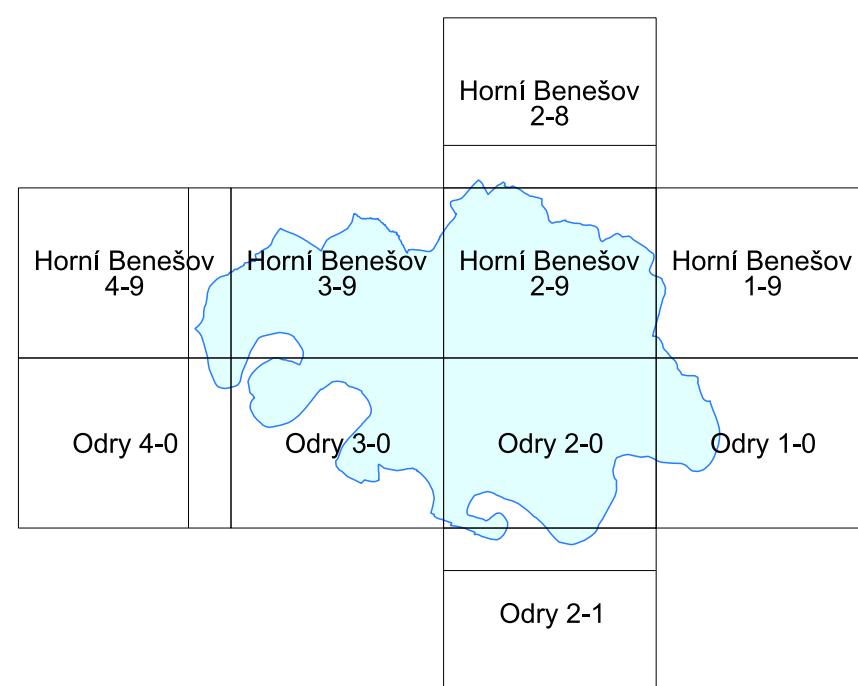 Horní Benešov
2-8
Horní Benešov
4-9
Horní Benešov
3-9
Horní Benešov
2-9
Horní Benešov
1-9
Odry 4-0
Odry 3-0
Odry 2-0
Odry 1-0
Odry 2-1